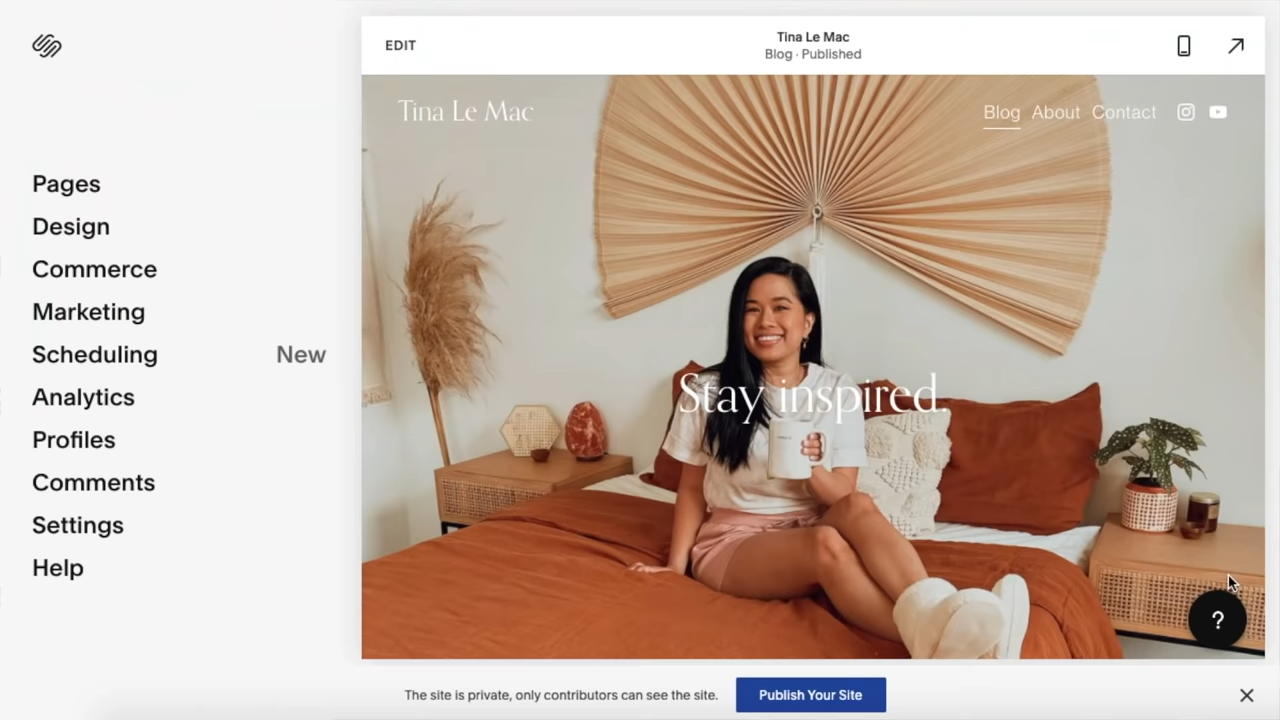 EDIT
Tina Le Mac
Blog · Published
Tina Le Mac
Blog About Contact
Pages
Design
Commerce
Marketing
Scheduling New
Analytics
Profiles
Comments
Settings
Help
Stay inspired.
?
The site is private, only contributors can see the site.
Publish Your Site